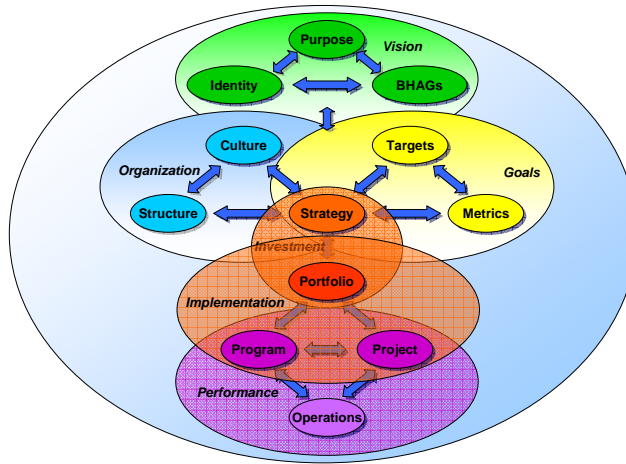 Purpose
Vision
Identity
BHAGs
Culture
Targets
Organization
Goals
Structure
Strategy
Metrics
Investment
Portfolio
Implementation
Program
Project
Performance
Operations